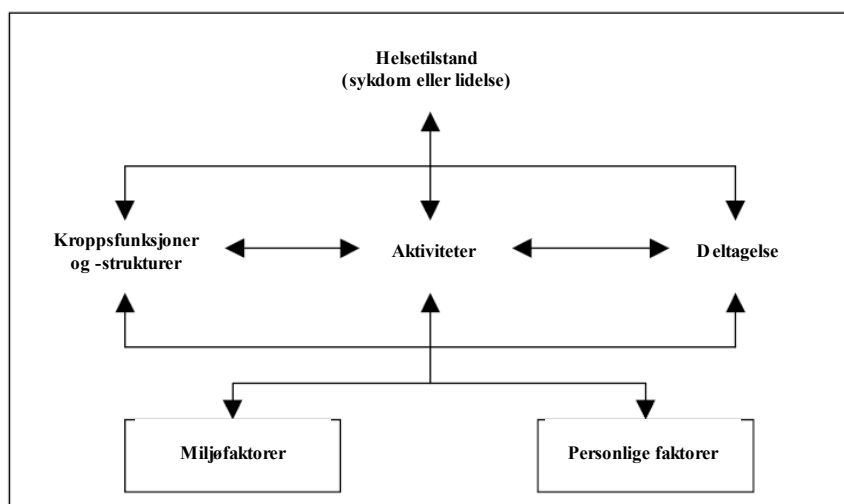 Helsetilstand
(sykdom eller lidelse)
Kroppsfunksjoner
og -strukturer
Aktiviteter
Deltagelse
Miljøfaktorer
Personlige faktorer